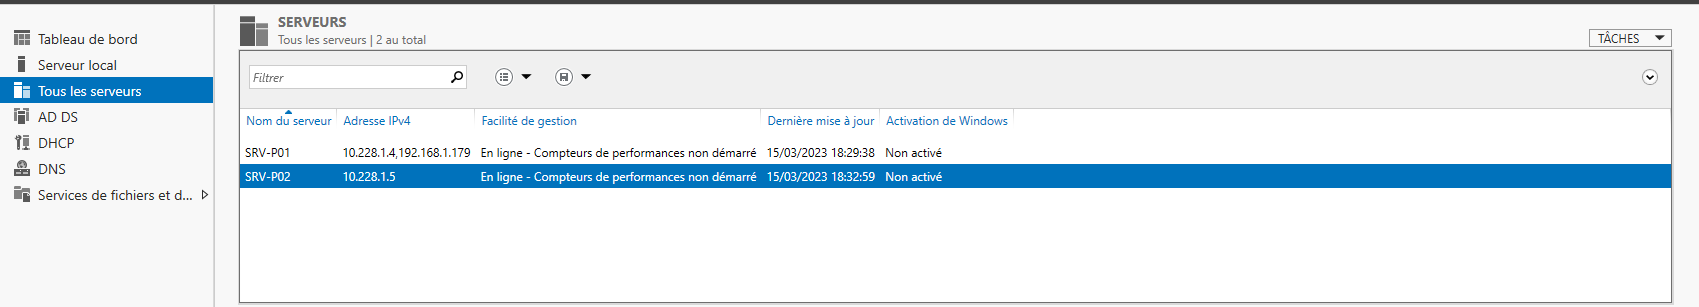 Tableau de bord
Serveur local
Tous les serveurs
AD DS
DHCP
DNS
Services de fichiers et d...
SERVEURS
Tous les serveurs | 2 au total
TÂCHES
Filtrer
Nom du serveur Adresse IPv4 Facilité de gestion Dernière mise à jour Activation de Windows
SRV-P01 10.228.1.4,192.168.1.179 En ligne - Compteurs de performances non démarré 15/03/2023 18:29:38 Non activé
SRV-P02 10.228.1.5 En ligne - Compteurs de performances non démarré 15/03/2023 18:32:59 Non activé